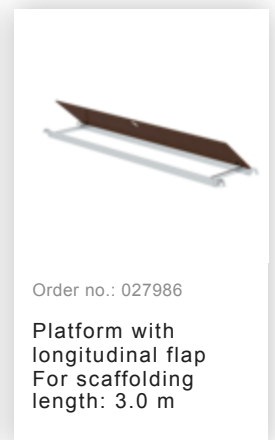 Order no.: 027986
Platform with
longitudinal flap
For scaffolding
length: 3.0 m